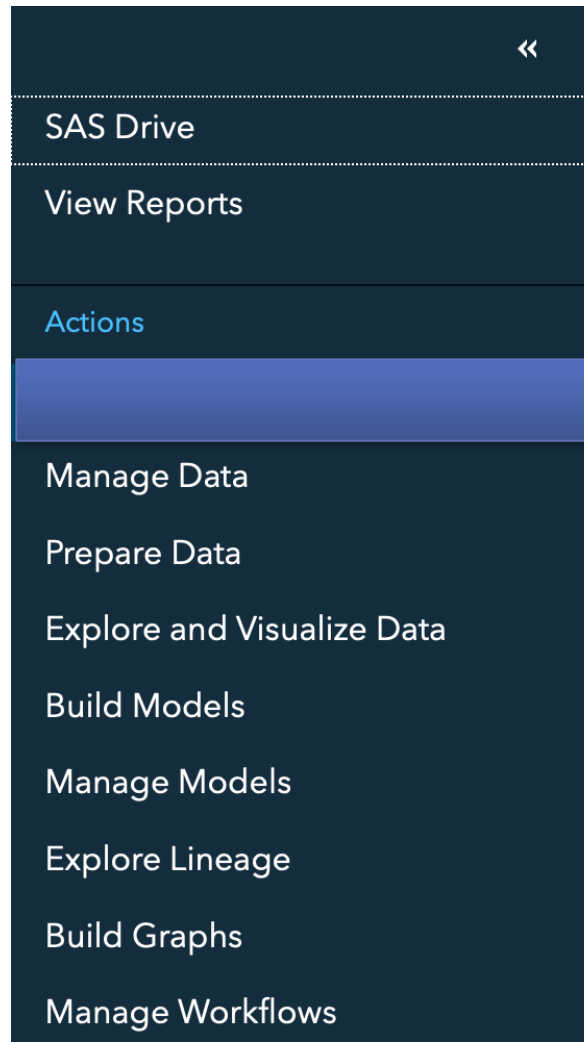 «
SAS Drive
View Reports
Actions
Manage Data
Prepare Data
Explore and Visualize Data
Build Models
Manage Models
Explore Lineage
Build Graphs
Manage Workflows